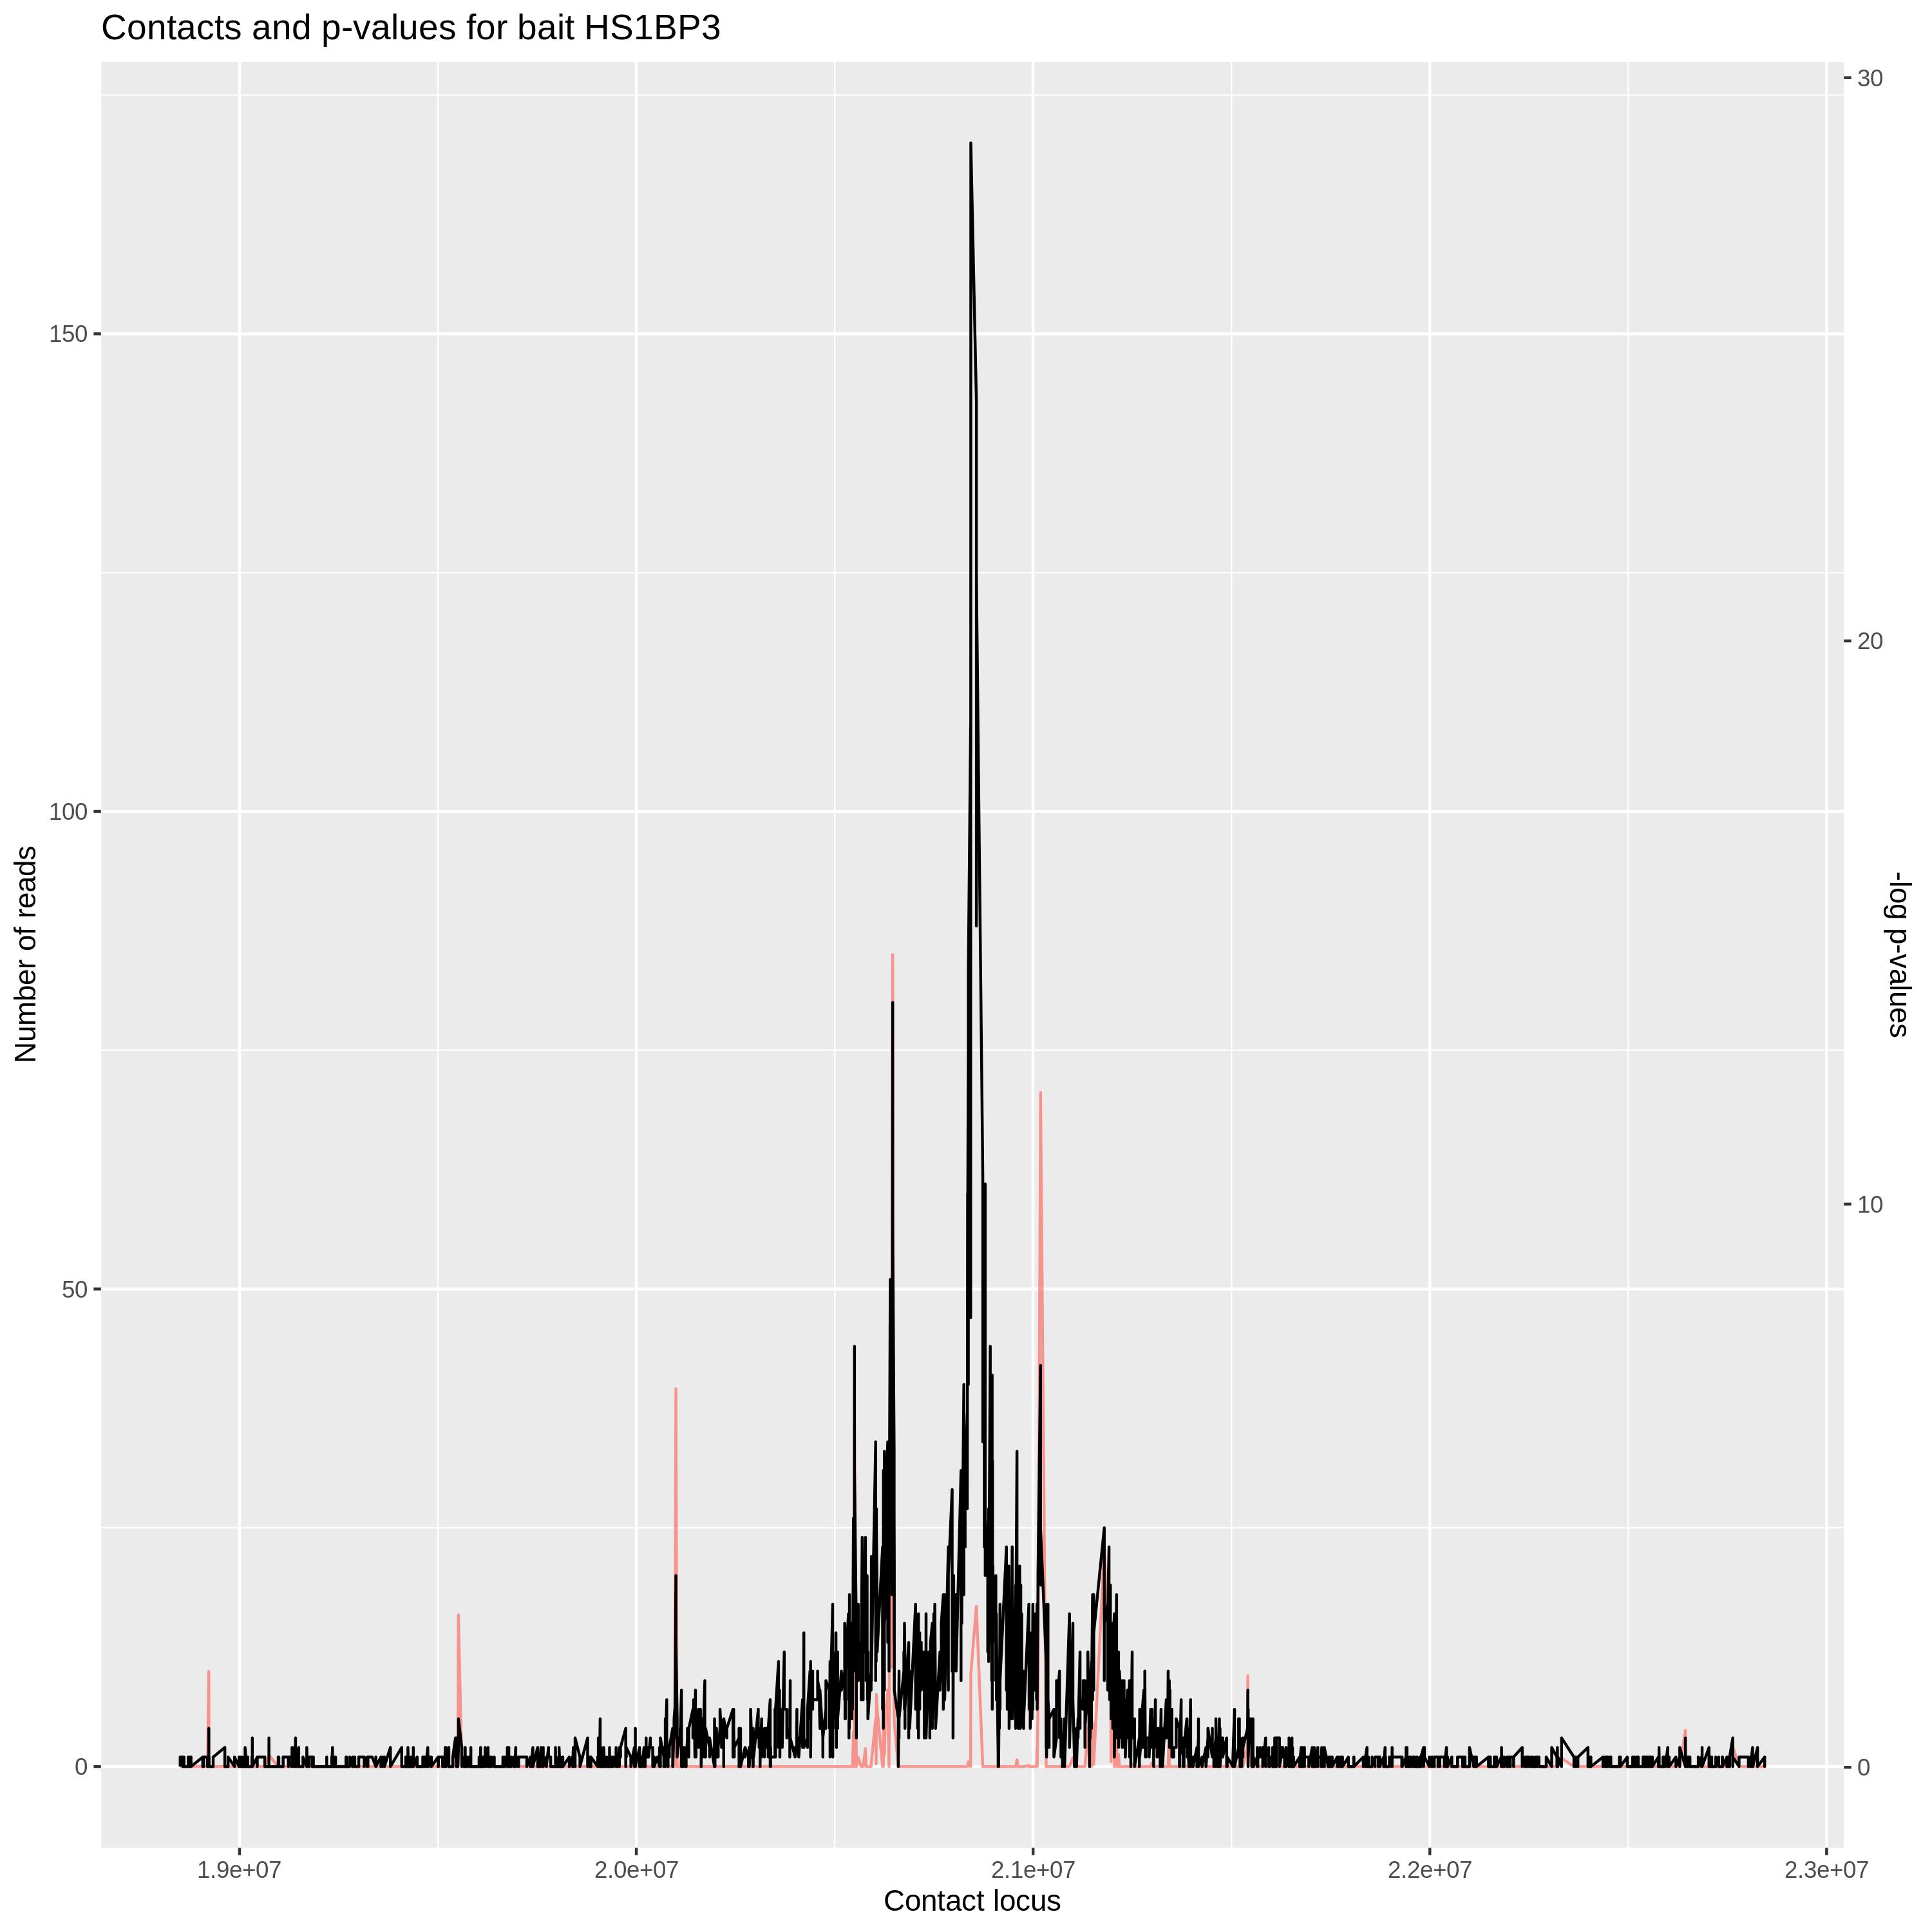 Contacts and p-values for bait HS1BP3
30
150
20
100
Number of reads
-log p-values
10
50
0
0
1.9e+07
2.0e+07
2.1e+07
2.2e+07
2.3e+07
Contact locus